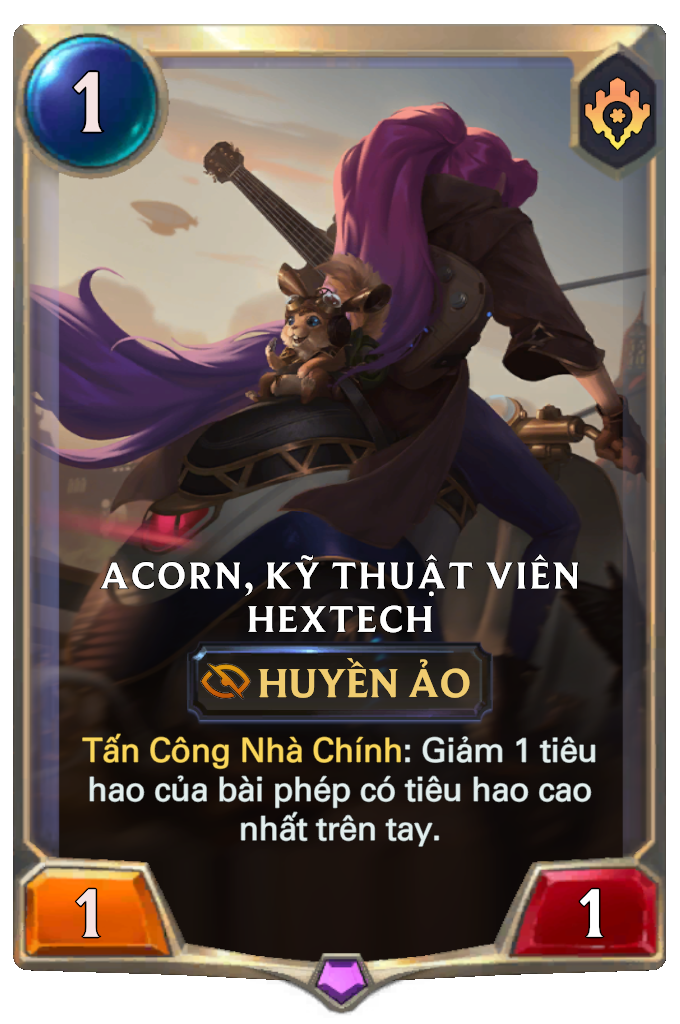 1
ACORN, KỸ THUẬT VIÊN
HEXTECH
HUYỀN ẢO
Tấn Công Nhà Chính: Giảm 1 tiêu
hao của bài phép có tiêu hao cao
nhất trên tay.
1
1